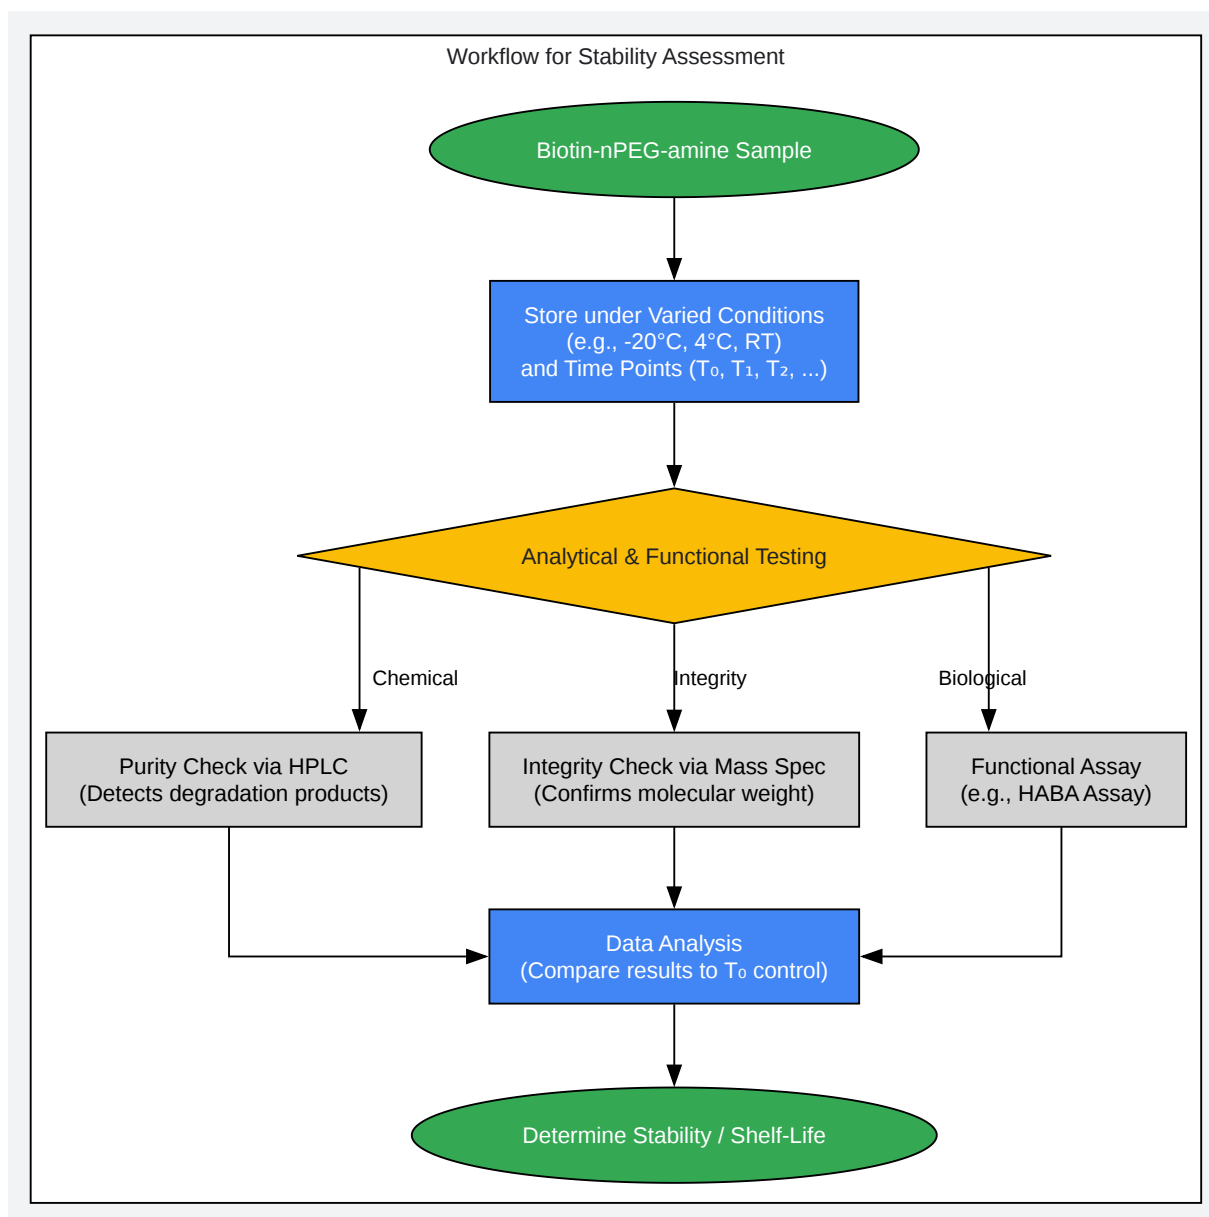 Workflow for Stability Assessment
Biotin-nPEG-amine Sample
Store under Varied Conditions
(e.g., -20°C, 4°C, RT)
and Time Points (T₀, T₁, T₂, ...)
Analytical & Functional Testing
Chemical
Integrity
Biological
Purity Check via HPLC
(Detects degradation products)
Integrity Check via Mass Spec
(Confirms molecular weight)
Functional Assay
(e.g., HABA Assay)
Data Analysis
(Compare results to T₀ control)
Determine Stability / Shelf-Life